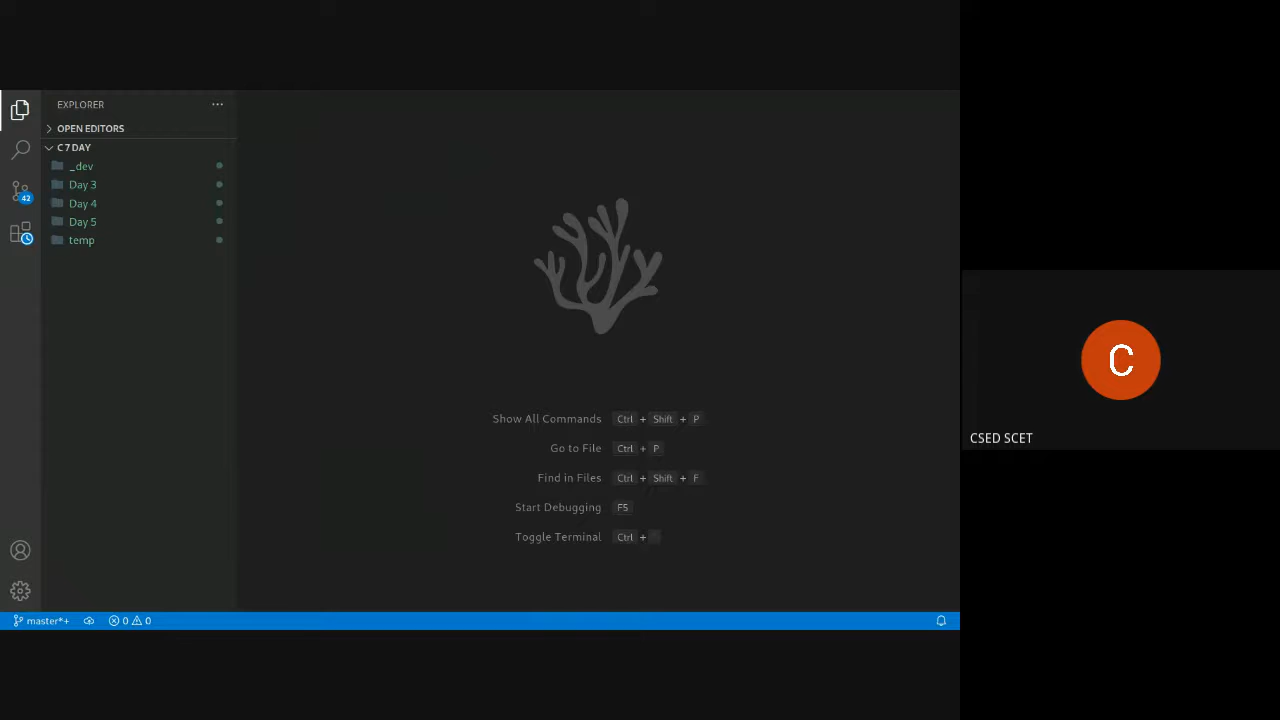 EXPLORER
OPEN EDITORS
C 7 DAY
_dev
Day 3
Day 4
Day 5
temp
42
Show All Commands Ctrl + Shift + P
Go to File Ctrl + P
Find in Files Ctrl + Shift + F
Start Debugging F5
Toggle Terminal Ctrl +
master*+ 0 0
C
CSED SCET